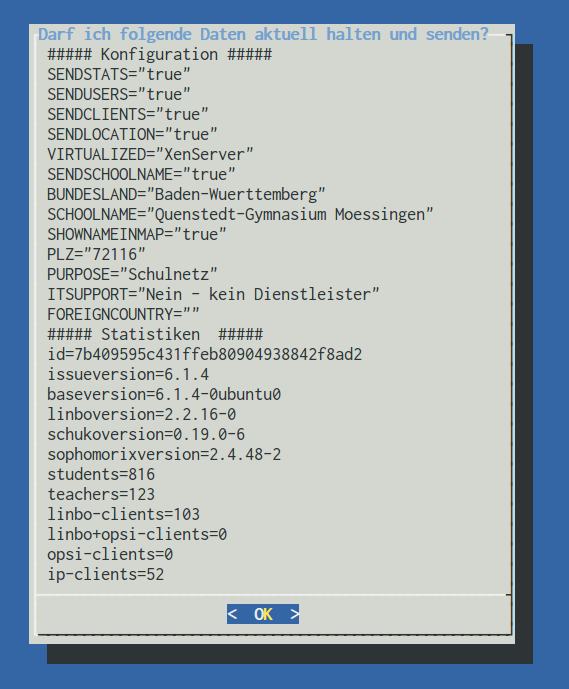 Darf ich folgende Daten aktuell halten und senden?
##### Konfiguration #####
SENDSTATS="true"
SENDUSERS="true"
SENDCLIENTS="true"
SENDLOCATION="true"
VIRTUALIZED="XenServer"
SENDSCHOOLNAME="true"
BUNDESLAND="Baden-Wuerttemberg"
SCHOOLNAME="Quenstedt-Gymnasium Moessingen"
SHOWNAMEINMAP="true"
PLZ="72116"
PURPOSE="Schulnetz"
ITSUPPORT="Nein - kein Dienstleister"
FOREIGNCOUNTRY=""
##### Statistiken  #####
id=7b409595c431ffeb80904938842f8ad2
issueversion=6.1.4
baseversion=6.1.4-0ubuntu0
linboversion=2.2.16-0
schukoversion=0.19.0-6
sophomorixversion=2.4.48-2
students=816
teachers=123
linbo-clients=103
linbo+opsi-clients=0
opsi-clients=0
ip-clients=52
<  OK  >